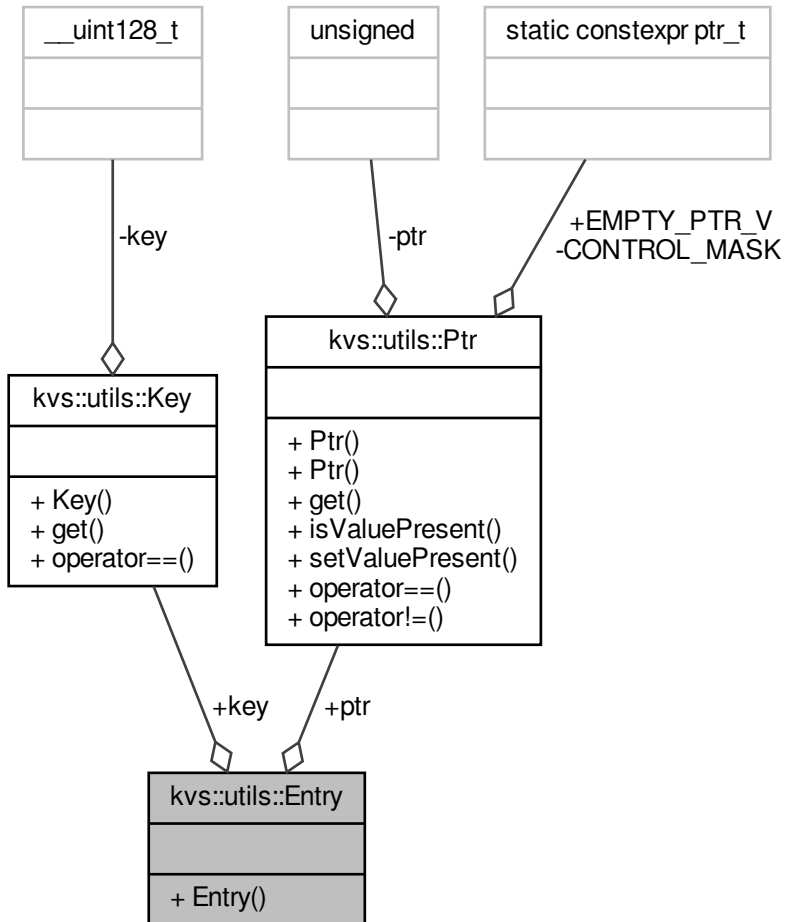 __uint128_t
unsigned
static constexpr ptr_t
-key
-ptr
+EMPTY_PTR_V
-CONTROL_MASK
kvs::utils::Key
+ Key()
+ get()
+ operator==()
kvs::utils::Ptr
+ Ptr()
+ Ptr()
+ get()
+ isValuePresent()
+ setValuePresent()
+ operator==()
+ operator!=()
+key
+ptr
kvs::utils::Entry
+ Entry()